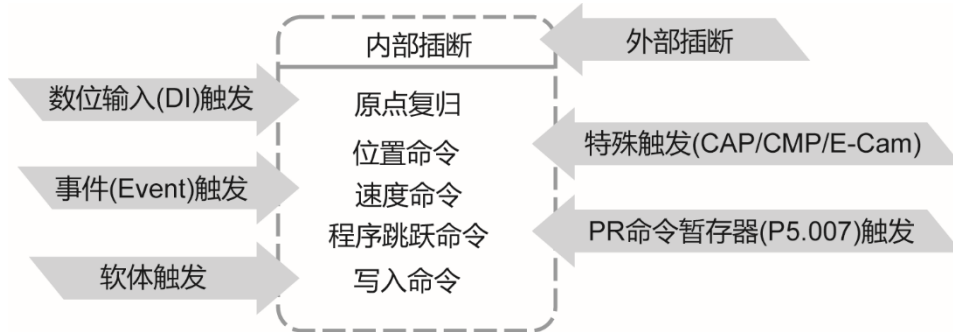 内部插断
外部插断
数位输入(DI)触发
原点复归
位置命令
特殊触发(CAP/CMP/E-Cam)
事件(Event)触发
速度命令
程序跳跃命令
PR命令暂存器(P5.007)触发
软体触发
写入命令